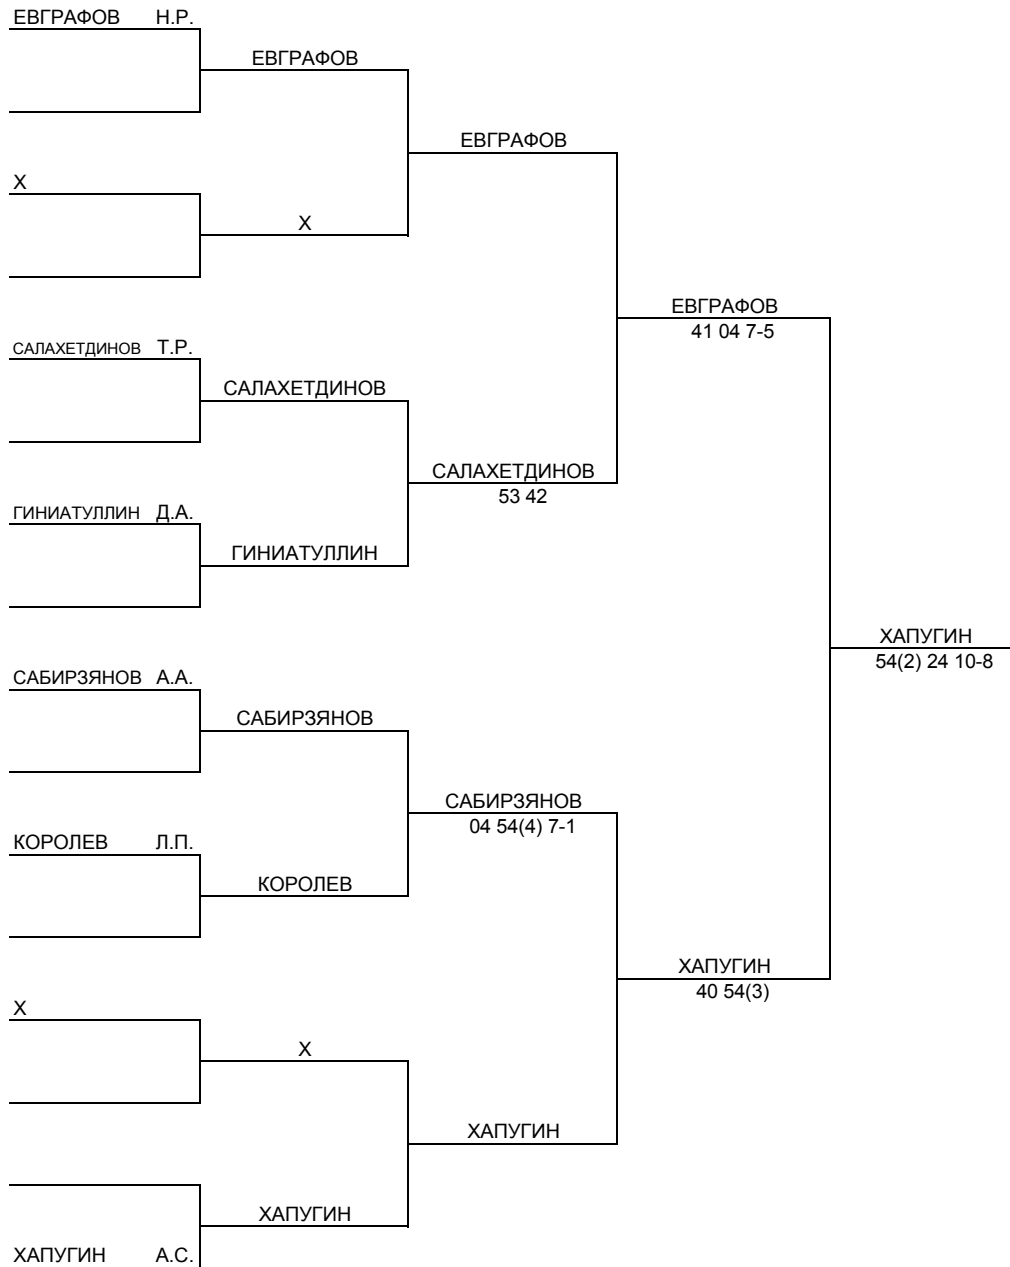 ЕВГРАФОВ Н.Р.
ЕВГРАФОВ
ЕВГРАФОВ
Х
Х
ЕВГРАФОВ
41 04 7-5
САЛАХЕТДИНОВ Т.Р.
САЛАХЕТДИНОВ
САЛАХЕТДИНОВ
53 42
ГИНИАТУЛЛИН Д.А.
ГИНИАТУЛЛИН
ХАПУГИН
54(2) 24 10-8
САБИРЗЯНОВ А.А.
САБИРЗЯНОВ
САБИРЗЯНОВ
04 54(4) 7-1
КОРОЛЕВ Л.П.
КОРОЛЕВ
ХАПУГИН
40 54(3)
Х
Х
ХАПУГИН
ХАПУГИН
ХАПУГИН А.С.